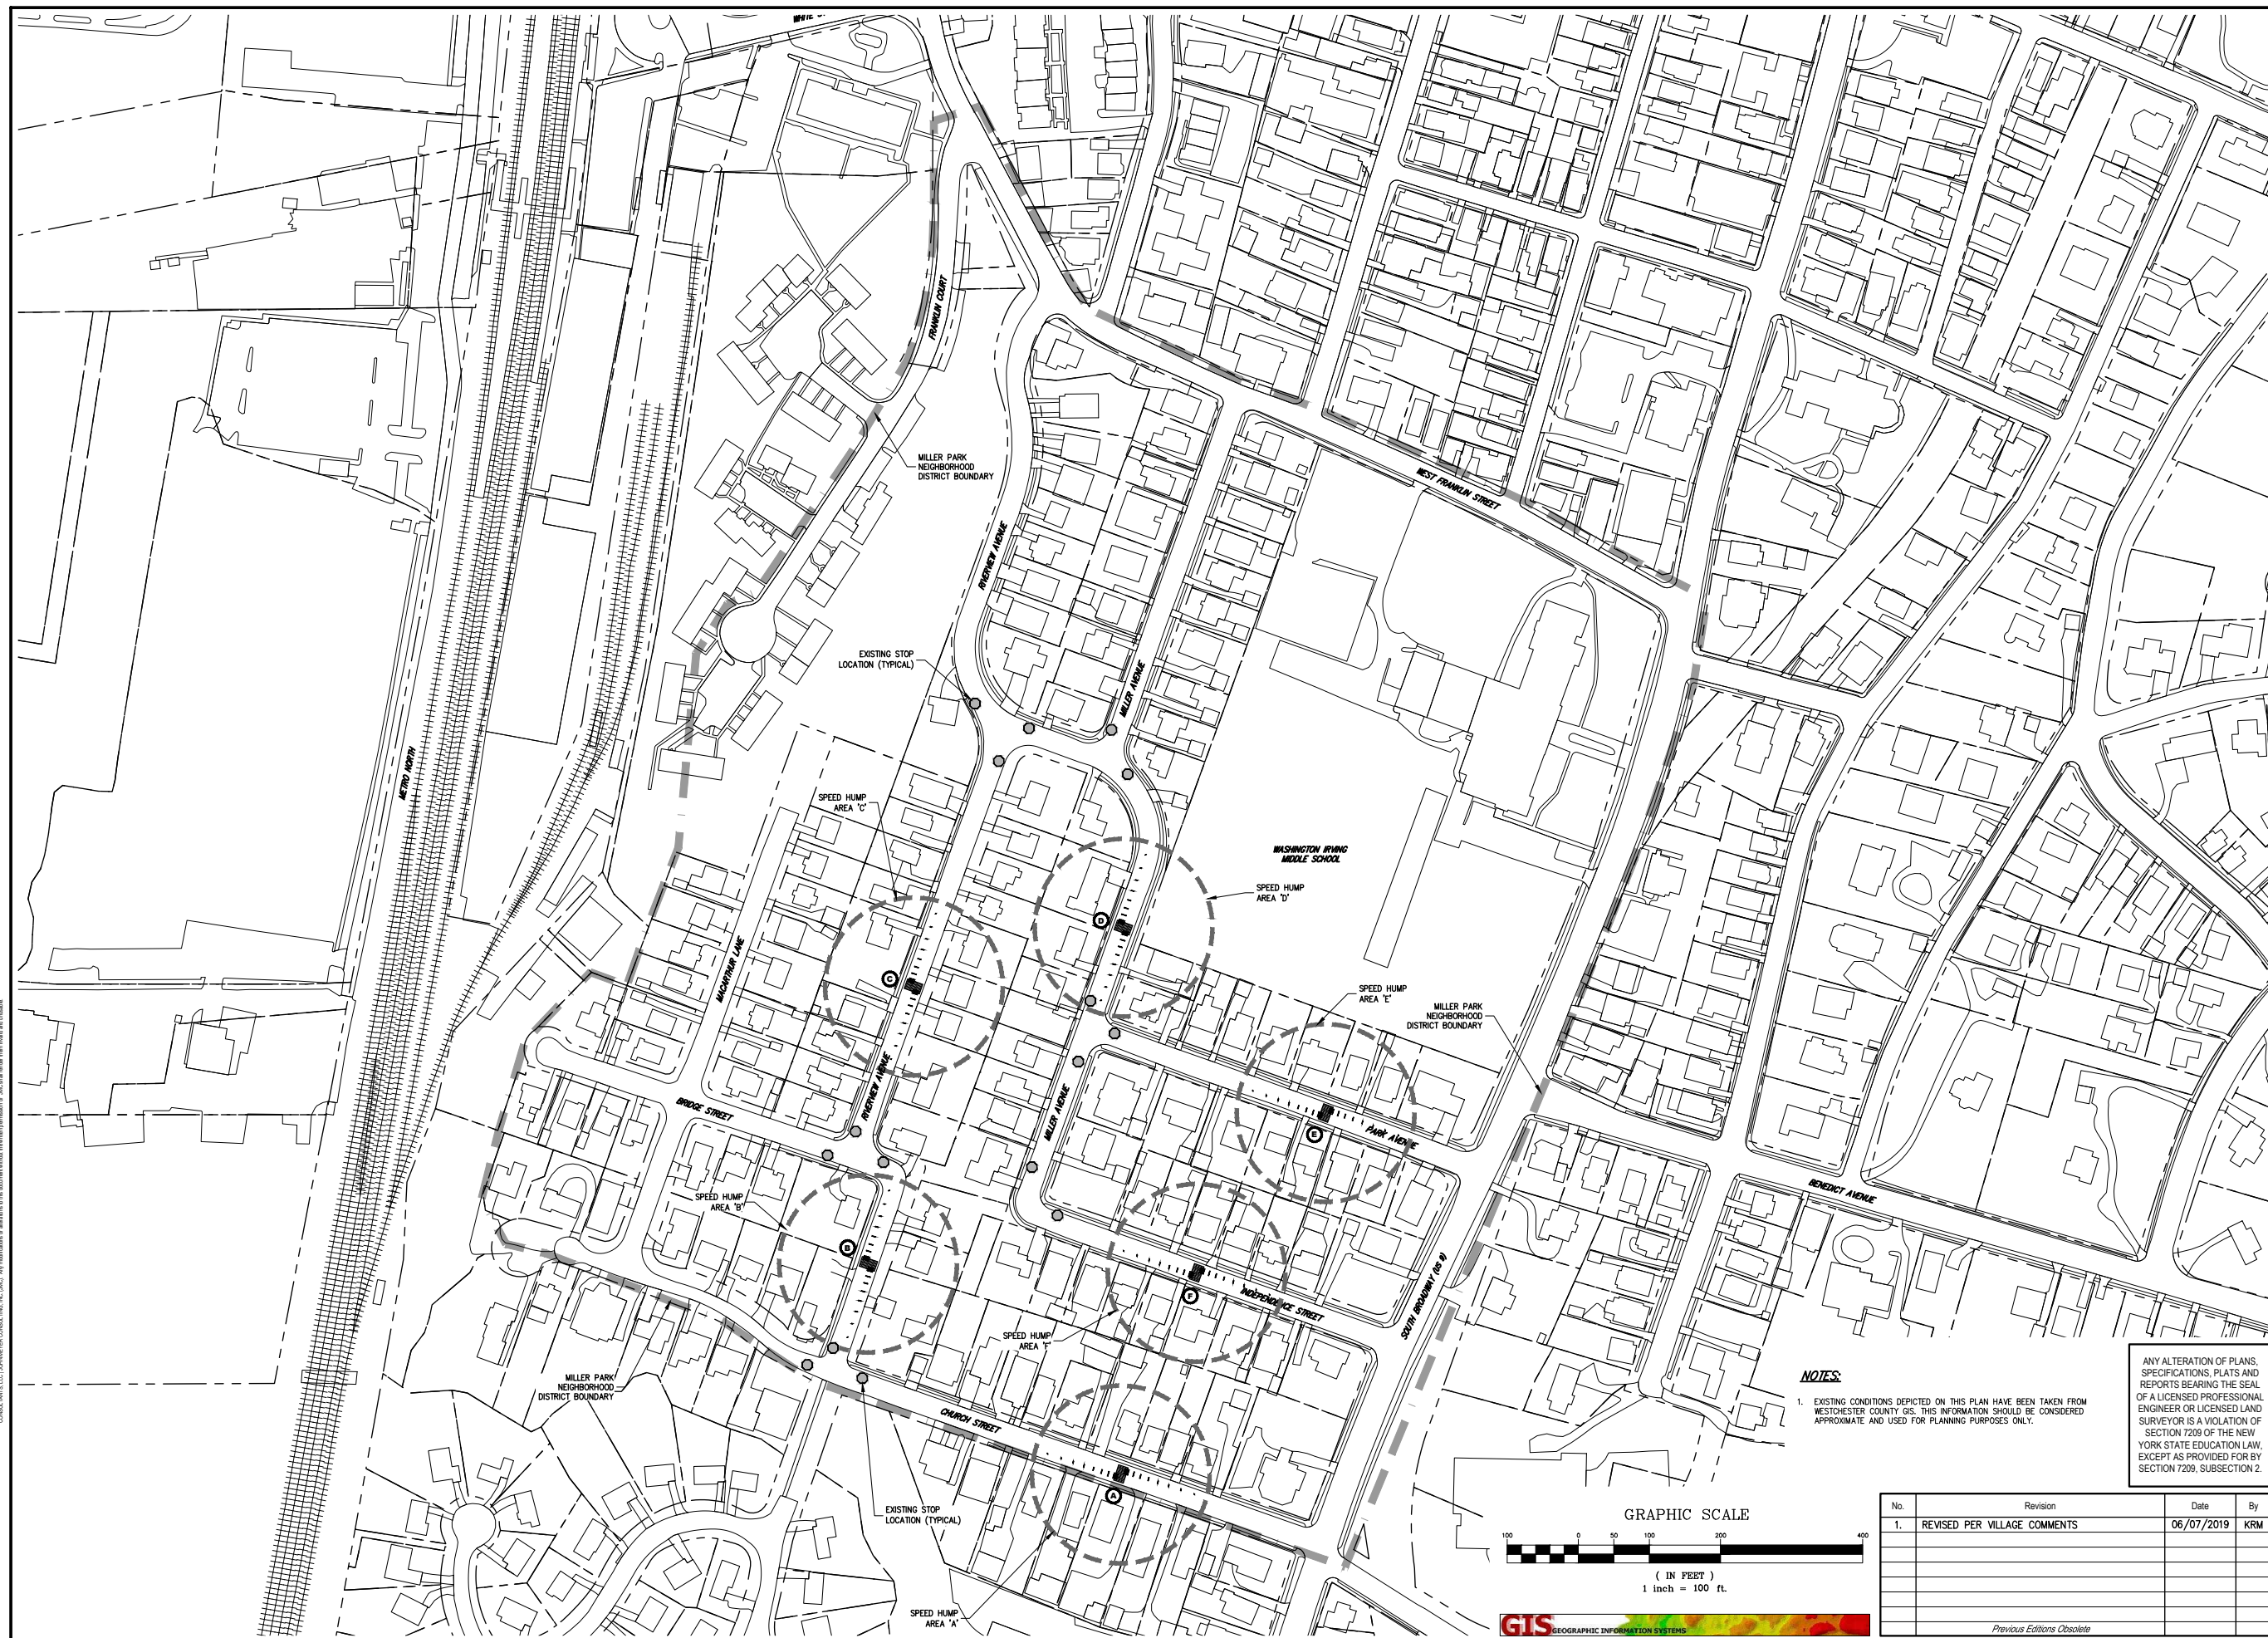 FRANKLIN COURT
MILLER PARK
NEIGHBORHOOD
DISTRICT BOUNDARY
WEST FRANKLIN STREET
RIVERVIEW AVENUE
EXISTING STOP
LOCATION (TYPICAL)
MILLER AVENUE
METRO NORTH
SPEED HUMP
AREA 'C'
WASHINGTON IRVING
MIDDLE SCHOOL
SPEED HUMP
AREA 'D'
D
MACARTHUR LANE
C
SPEED HUMP
AREA 'E'
MILLER PARK
NEIGHBORHOOD
DISTRICT BOUNDARY
RIVERVIEW AVENUE
BRIDGE STREET
MILLER AVENUE
PARK AVENUE
E
SPEED HUMP
AREA 'B'
BENEDICT AVENUE
B
F
INDEPENDENCE STREET
SOUTH BROADWAY (US 9)
SPEED HUMP
AREA 'F'
MILLER PARK
NEIGHBORHOOD
DISTRICT BOUNDARY
CHURCH STREET
A
EXISTING STOP
LOCATION (TYPICAL)
SPEED HUMP
AREA 'A'
NOTES:
1. EXISTING CONDITIONS DEPICTED ON THIS PLAN HAVE BEEN TAKEN FROM
WESTCHESTER COUNTY GIS. THIS INFORMATION SHOULD BE CONSIDERED
APPROXIMATE AND USED FOR PLANNING PURPOSES ONLY.
ANY ALTERATION OF PLANS,
SPECIFICATIONS, PLATS AND
REPORTS BEARING THE SEAL
OF A LICENSED PROFESSIONAL
ENGINEER OR LICENSED LAND
SURVEYOR IS A VIOLATION OF
SECTION 7209 OF THE NEW
YORK STATE EDUCATION LAW,
EXCEPT AS PROVIDED FOR BY
SECTION 7209, SUBSECTION 2.
GRAPHIC SCALE
100 0 50 100 200 400
( IN FEET )
1 inch = 100 ft.
GIS GEOGRAPHIC INFORMATION SYSTEMS
No. Revision Date By
1. REVISED PER VILLAGE COMMENTS 06/07/2019 KRM
Previous Editions Obsolete